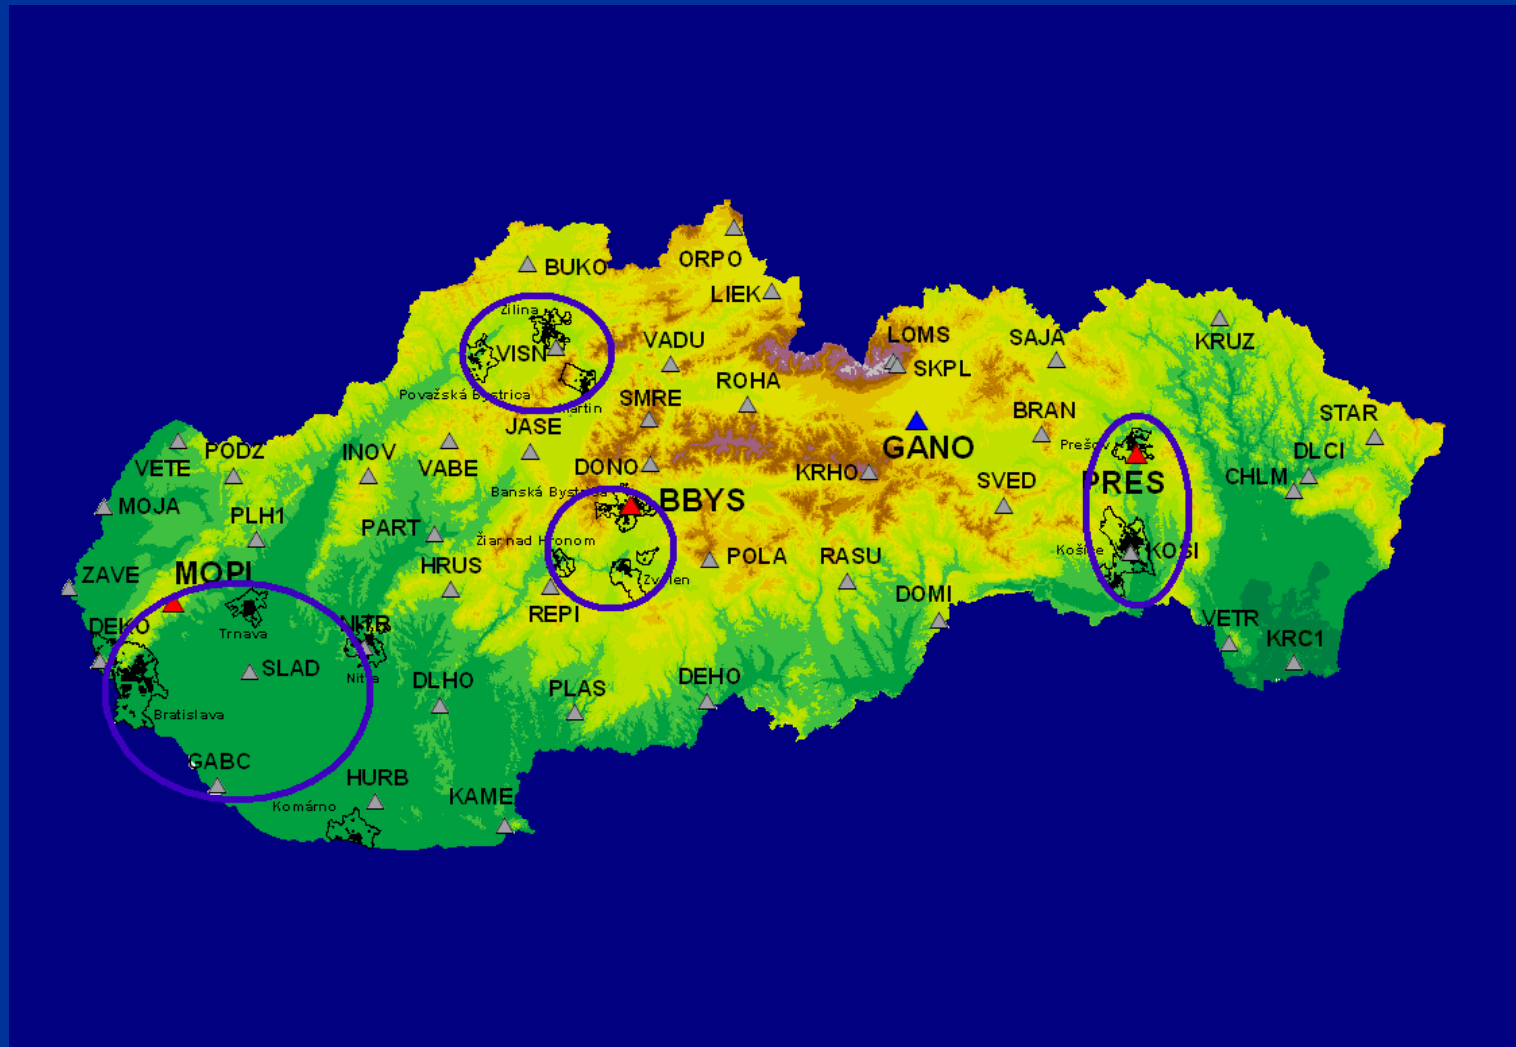 ORPO
BUKO
LIEK
Žilina
VISN
VADU
LOMS
SKPL
SAJA
KRUZ
ROHA
Považská Bystrica
SMRE
Martin
JASE
BRAN
STAR
GANO
Prešov
DLCI
VETE
PODZ
INOV
VABE
DONO
KRHO
SVED
PRES
CHLM
Banská Bystrica
BBYS
MOJA
PLH1
PART
Žiar nad Hronom
Košice
KOSI
POLA
RASU
ZAVE
MOPI
HRUS
Zvolen
DOMI
REPI
DEKO
Trnava
NITR
VETR
KRC1
SLAD
Nitra
DLHO
PLAS
DEHO
Bratislava
GABC
HURB
KAME
Komárno